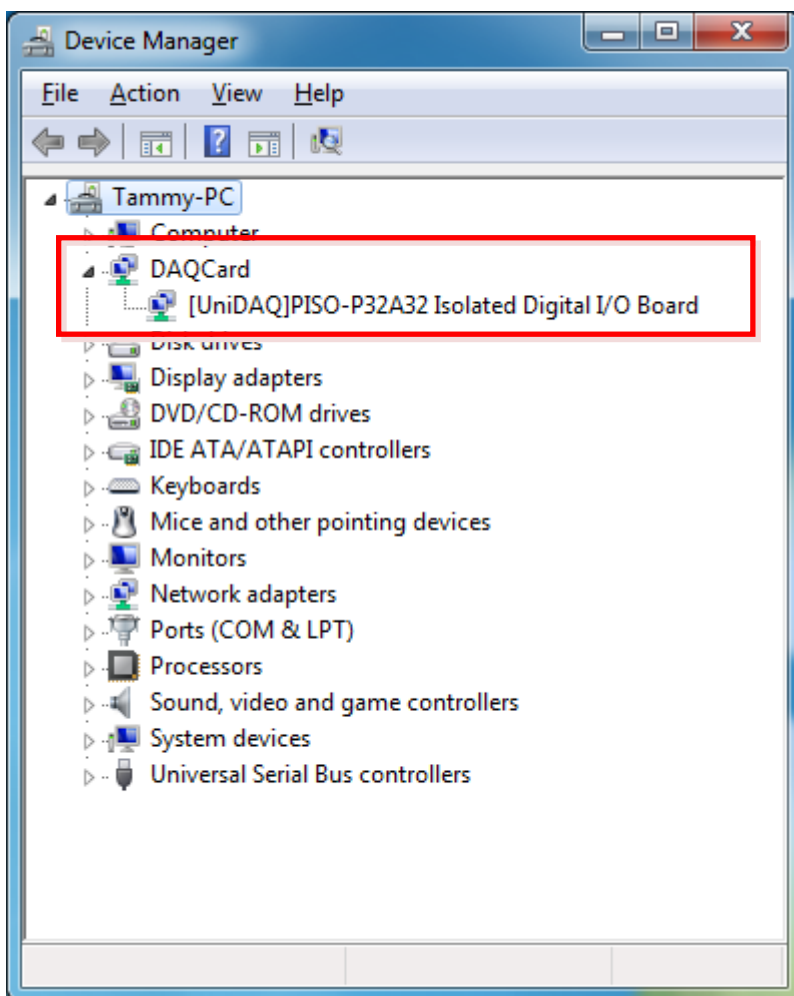 Device Manager
File Action View Help
Tammy-PC
Computer
DAQCard
[UniDAQ]PISO-P32A32 Isolated Digital I/O Board
Disk drives
Display adapters
DVD/CD-ROM drives
IDE ATA/ATAPI controllers
Keyboards
Mice and other pointing devices
Monitors
Network adapters
Ports (COM & LPT)
Processors
Sound, video and game controllers
System devices
Universal Serial Bus controllers